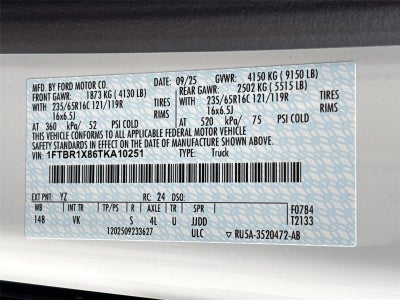 MFD. BY FORD MOTOR CO. 09/25 GVWR: 4150 KG ( 9150 LB)
FRONT GAWR: 1873 KG ( 4130 LB) REAR GAWR: 2502 KG ( 5515 LB)
235/65R16C 121/119R WITH 235/65R16C 121/119R WITH
16x6.5J TIRES 16x6.5J TIRES
RIMS RIMS
AT 360 kPa/ 52 PSI COLD AT 520 kPa/ 75 PSI COLD
THIS VEHICLE CONFORMS TO ALL APPLICABLE FEDERAL MOTOR VEHICLE
SAFETY STANDARDS IN EFFECT ON THE DATE OF MANUFACTURE SHOWN ABOVE.
VIN: 1FTBR1X86TKA10251 TYPE: Truck
EXT PNT: YZ RC: 24 DSO:
WB TP/PS R AXLE TR SPR F0784
148 VK S 4L U UU T2133
1202509233627 ULC RU5A-3520472-AB